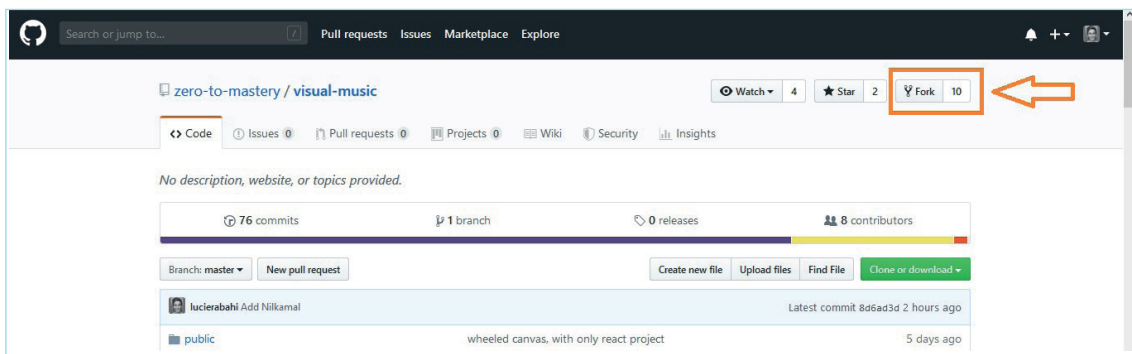 Search or jump to... / Pull requests Issues Marketplace Explore
zero-to-mastery / visual-music Watch 4 Star 2 Fork 10
Code Issues 0 Pull requests 0 Projects 0 Wiki Security Insights
No description, website, or topics provided.
76 commits 1 branch 0 releases 8 contributors
Branch: master New pull request Create new file Upload files Find File Clone or download
lucierabahi Add Nilkamal Latest commit 8d6ad3d 2 hours ago
public wheeled canvas, with only react project 5 days ago